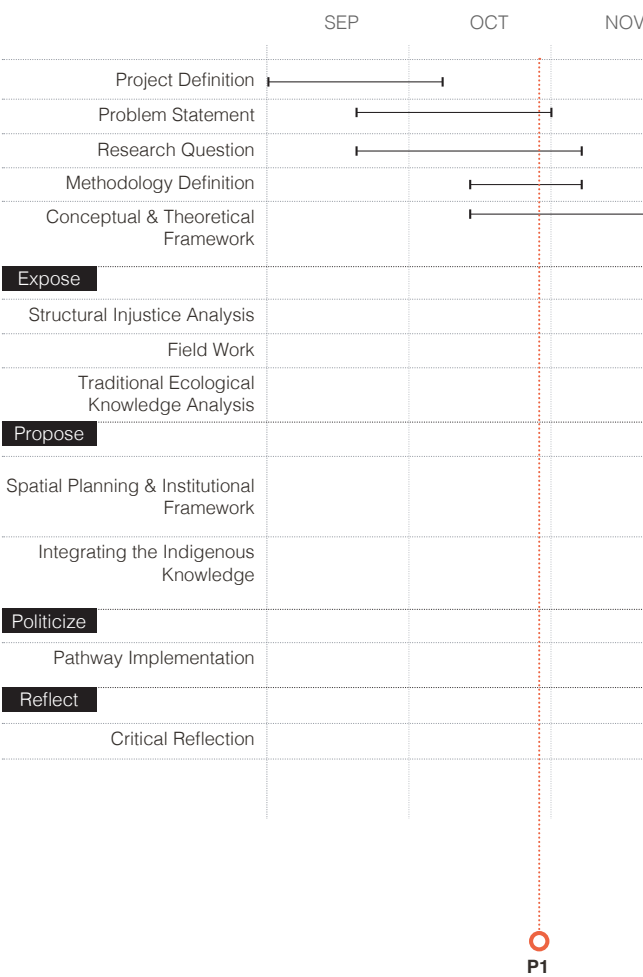 SEP OCT NOV
Project Definition
Problem Statement
Research Question
Methodology Definition
Conceptual & Theoretical
Framework
Expose
Structural Injustice Analysis
Field Work
Traditional Ecological
Knowledge Analysis
Propose
Spatial Planning & Institutional
Framework
Integrating the Indigenous
Knowledge
Politicize
Pathway Implementation
Reflect
Critical Reflection
P1